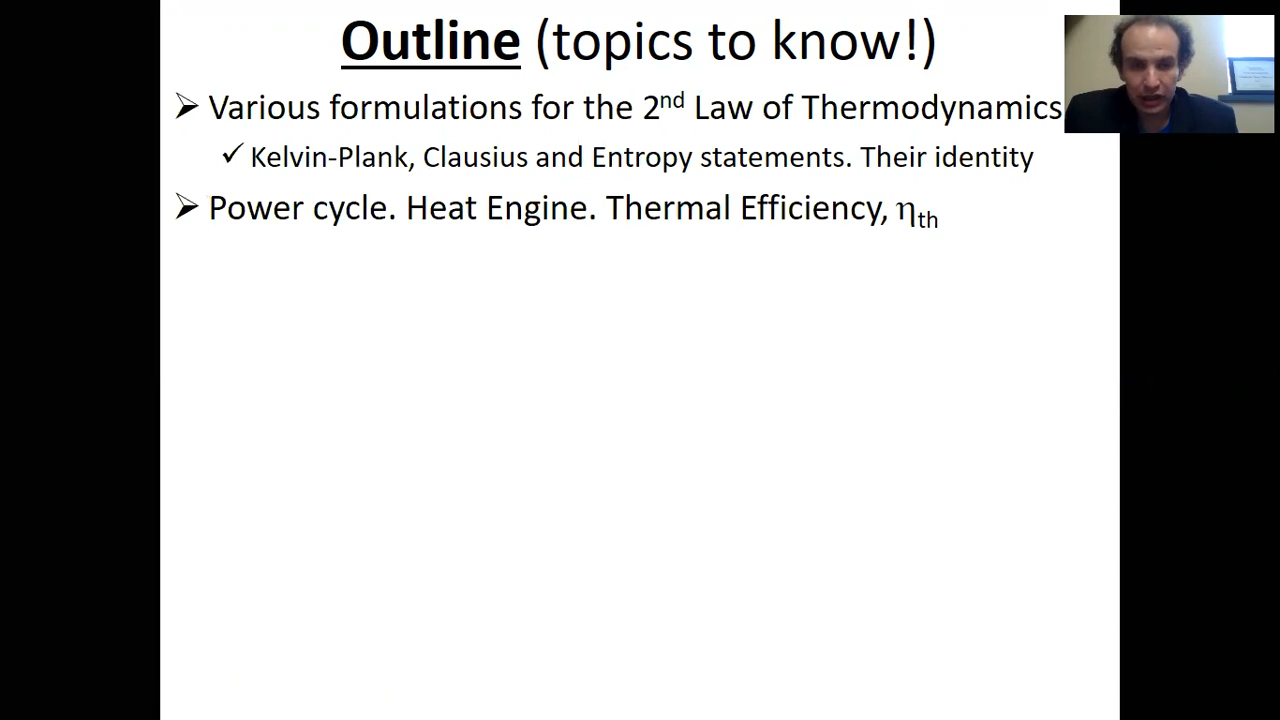 Outline (topics to know!)
➢ Various formulations for the 2nd Law of Thermodynamics
✓ Kelvin-Plank, Clausius and Entropy statements. Their identity
➢ Power cycle. Heat Engine. Thermal Efficiency, ηth